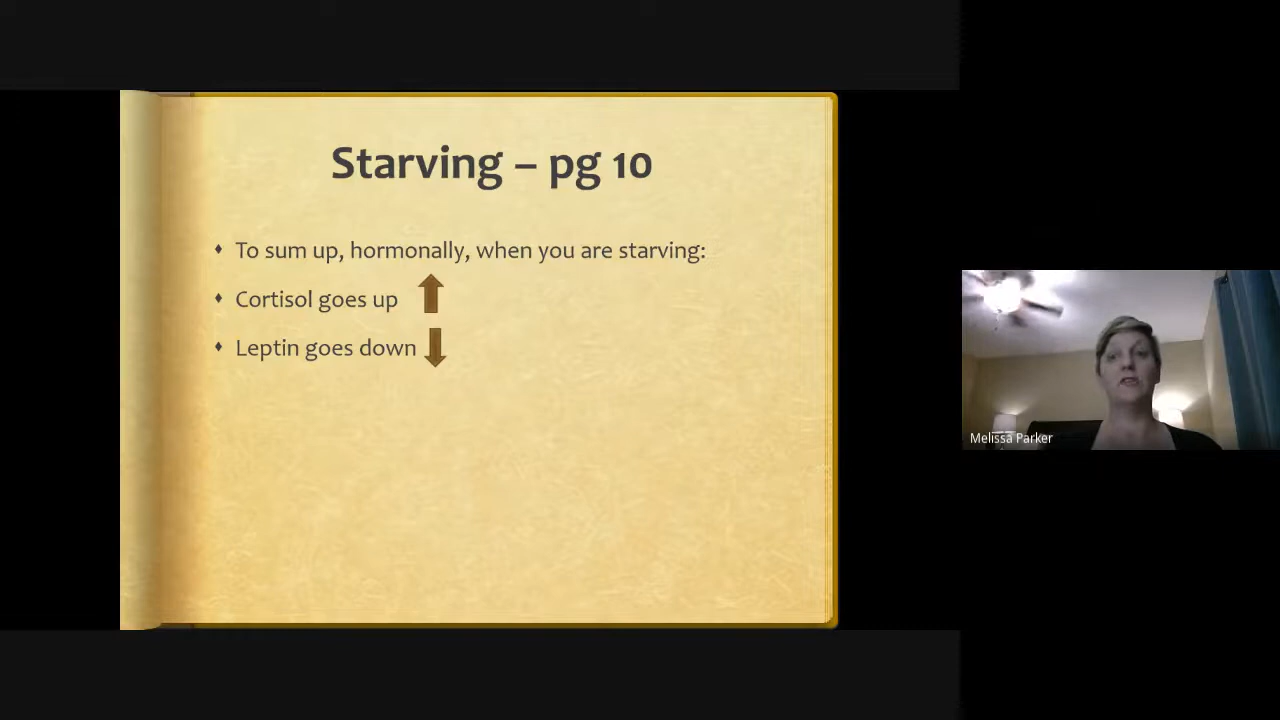 Starving – pg 10
To sum up, hormonally, when you are starving:
Cortisol goes up
Leptin goes down
Melissa Parker